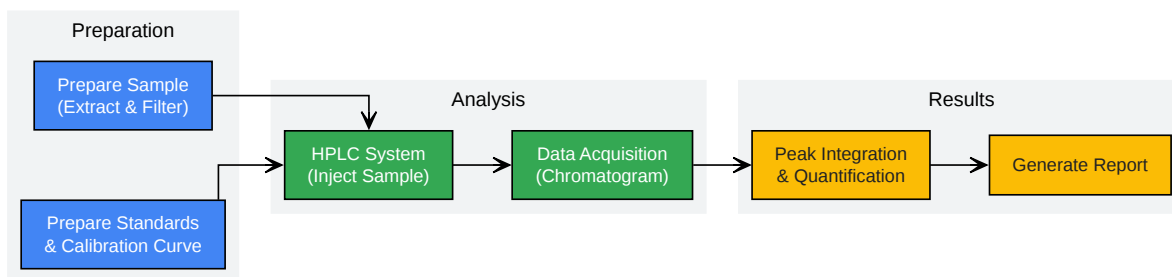 Preparation
Prepare Sample
(Extract & Filter)
Prepare Standards
& Calibration Curve
Analysis
HPLC System
(Inject Sample)
Data Acquisition
(Chromatogram)
Results
Peak Integration
& Quantification
Generate Report